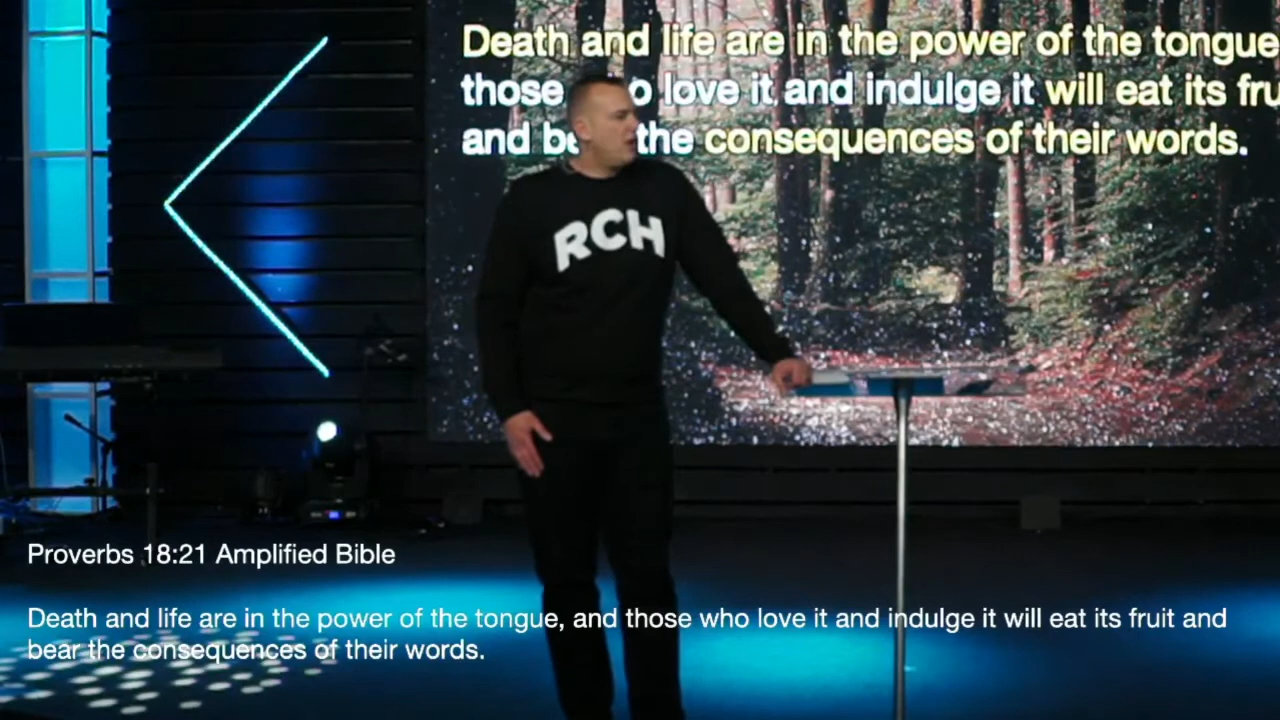 Death and life are in the power of the tongue
those who love it and indulge it will eat its fru
and be the consequences of their words.
RCH
Proverbs 18:21 Amplified Bible
Death and life are in the power of the tongue, and those who love it and indulge it will eat its fruit and
bear the consequences of their words.